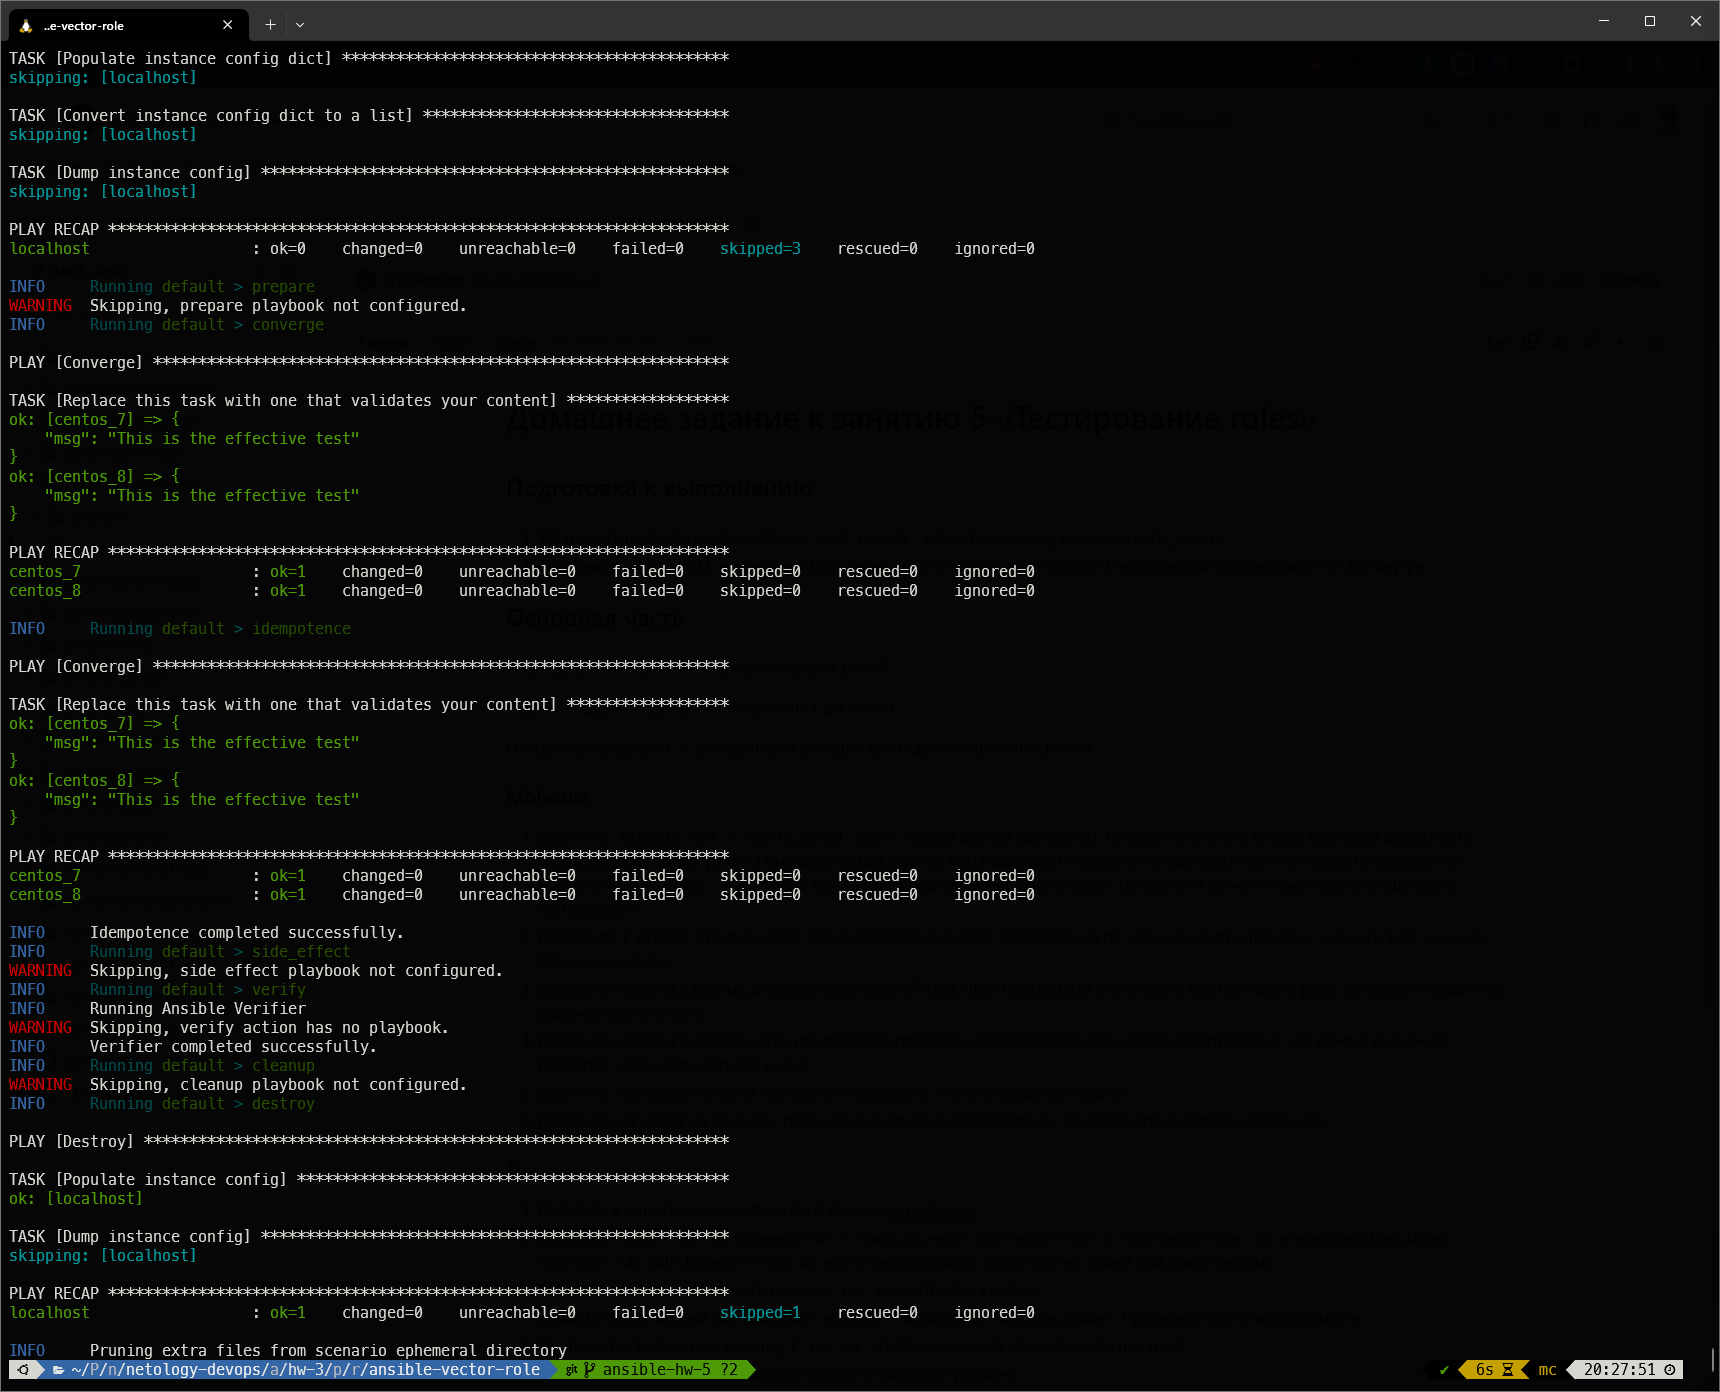 ..e-vector-role
TASK [Populate instance config dict] *******************************************
skipping: [localhost]
TASK [Convert instance config dict to a list] **********************************
skipping: [localhost]
TASK [Dump instance config] ****************************************************
skipping: [localhost]
PLAY RECAP *********************************************************************
localhost                  : ok=0    changed=0    unreachable=0    failed=0    skipped=3    rescued=0    ignored=0
INFO     Running default > prepare
WARNING  Skipping, prepare playbook not configured.
INFO     Running default > converge
PLAY [Converge] ****************************************************************
TASK [Replace this task with one that validates your content] ******************
ok: [centos_7] => {
    "msg": "This is the effective test"
}
ok: [centos_8] => {
    "msg": "This is the effective test"
}
PLAY RECAP *********************************************************************
centos_7                   : ok=1    changed=0    unreachable=0    failed=0    skipped=0    rescued=0    ignored=0
centos_8                   : ok=1    changed=0    unreachable=0    failed=0    skipped=0    rescued=0    ignored=0
INFO     Running default > idempotence
PLAY [Converge] ****************************************************************
TASK [Replace this task with one that validates your content] ******************
ok: [centos_7] => {
    "msg": "This is the effective test"
}
ok: [centos_8] => {
    "msg": "This is the effective test"
}
PLAY RECAP *********************************************************************
centos_7                   : ok=1    changed=0    unreachable=0    failed=0    skipped=0    rescued=0    ignored=0
centos_8                   : ok=1    changed=0    unreachable=0    failed=0    skipped=0    rescued=0    ignored=0
INFO     Idempotence completed successfully.
INFO     Running default > side_effect
WARNING  Skipping, side effect playbook not configured.
INFO     Running default > verify
INFO     Running Ansible Verifier
WARNING  Skipping, verify action has no playbook.
INFO     Verifier completed successfully.
INFO     Running default > cleanup
WARNING  Skipping, cleanup playbook not configured.
INFO     Running default > destroy
PLAY [Destroy] *****************************************************************
TASK [Populate instance config] ************************************************
ok: [localhost]
TASK [Dump instance config] ****************************************************
skipping: [localhost]
PLAY RECAP *********************************************************************
localhost                  : ok=1    changed=0    unreachable=0    failed=0    skipped=1    rescued=0    ignored=0
INFO     Pruning extra files from scenario ephemeral directory
~/P/n/netology-devops/a/hw-3/p/r/ansible-vector-role git ansible-hw-5 ?2 ✔ 6s mc 20:27:51
Домашнее задание к занятию 5 «Тестирование roles»
Подготовка к выполнению
Основная часть
Molecule